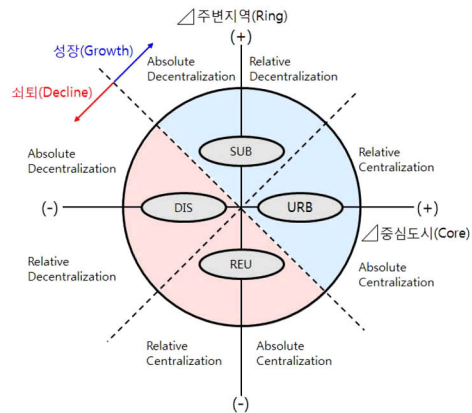 ⊿주변지역(Ring)
(+)
성장(Growth)
쇠퇴(Decline)
Absolute
Decentralization
Relative
Decentralization
Absolute
Decentralization
Relative
Centralization
SUB
(-)
DIS
URB
(+)
⊿중심도시(Core)
REU
Relative
Decentralization
Absolute
Centralization
Relative
Centralization
Absolute
Centralization
(-)